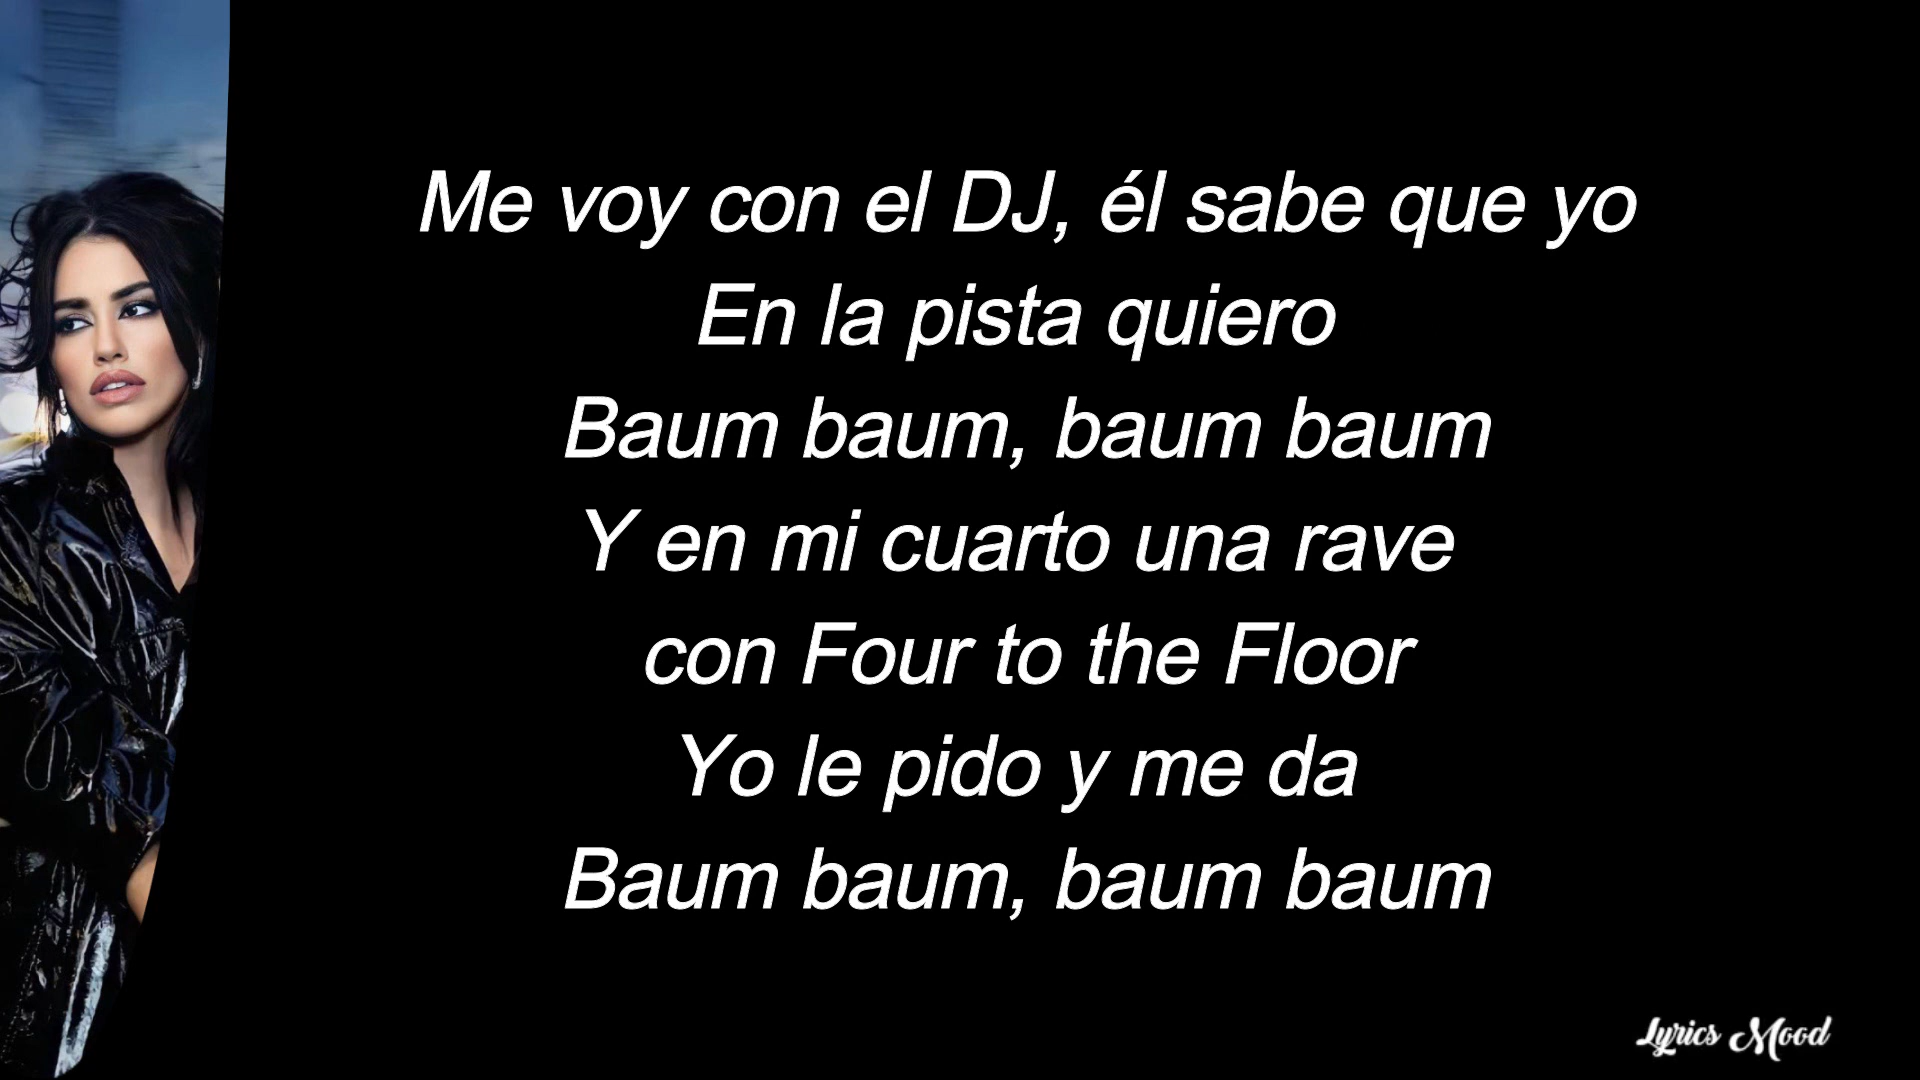 Me voy con el DJ, él sabe que yo
En la pista quiero
Baum baum, baum baum
Y en mi cuarto una rave
con Four to the Floor
Yo le pido y me da
Baum baum, baum baum
Lyrics Mood